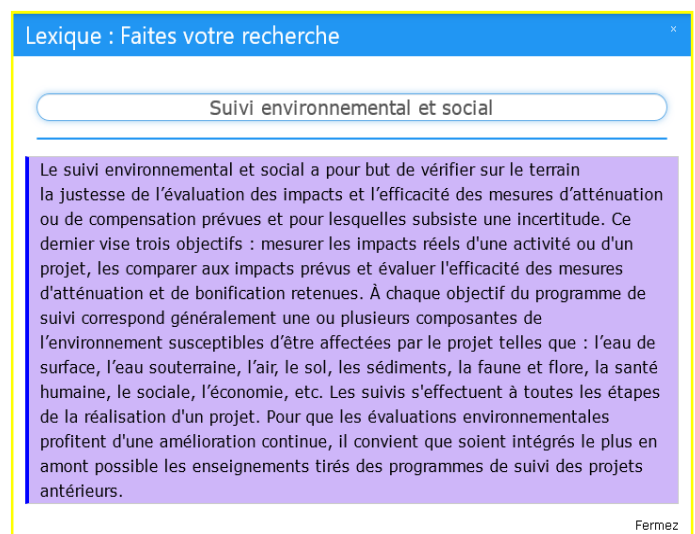 Lexique : Faites votre recherche
×
Suivi environnemental et social
Le suivi environnemental et social a pour but de vérifier sur le terrain
la justesse de l’évaluation des impacts et l’efficacité des mesures d’atténuation
ou de compensation prévues et pour lesquelles subsiste une incertitude. Ce
dernier vise trois objectifs : mesurer les impacts réels d'une activité ou d'un
projet, les comparer aux impacts prévus et évaluer l'efficacité des mesures
d'atténuation et de bonification retenues. À chaque objectif du programme de
suivi correspond généralement une ou plusieurs composantes de
l’environnement susceptibles d’être affectées par le projet telles que : l’eau de
surface, l’eau souterraine, l’air, le sol, les sédiments, la faune et flore, la santé
humaine, le sociale, l’économie, etc. Les suivis s'effectuent à toutes les étapes
de la réalisation d'un projet. Pour que les évaluations environnementales
profitent d'une amélioration continue, il convient que soient intégrés le plus en
amont possible les enseignements tirés des programmes de suivi des projets
antérieurs.
Fermez